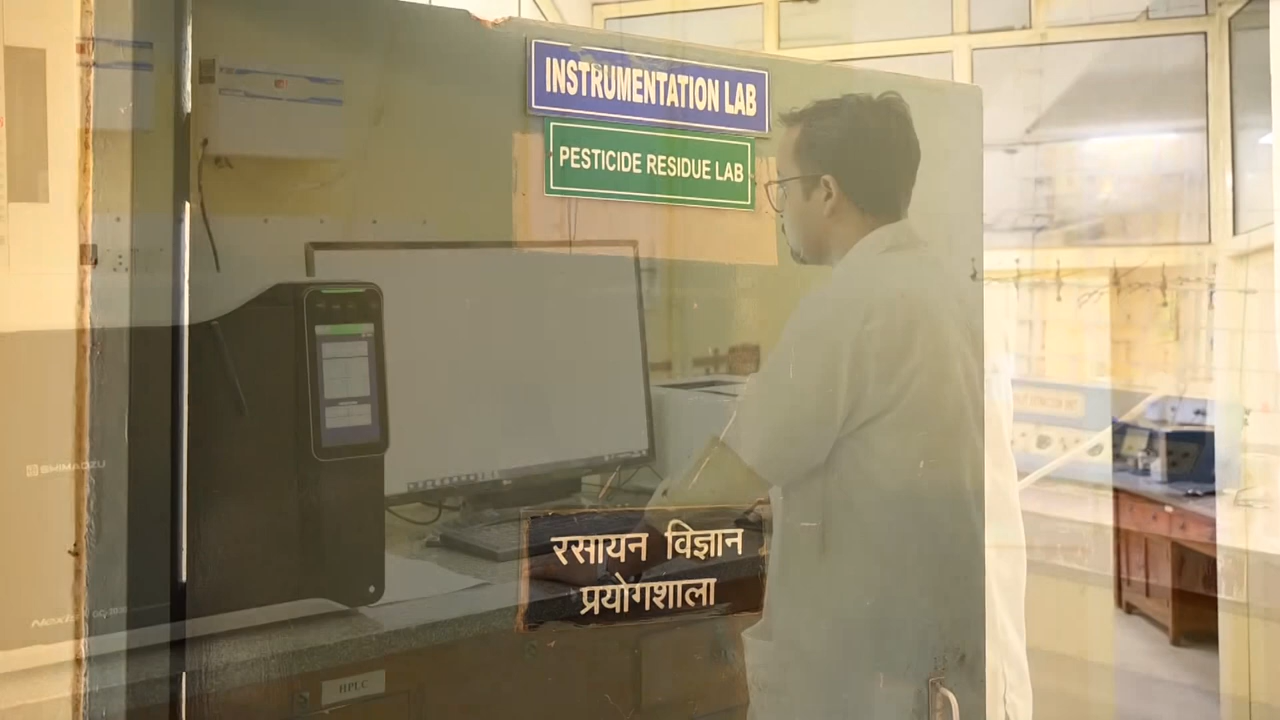 INSTRUMENTATION LAB
PESTICIDE RESIDUE LAB
SHIMADZU
रसायन विज्ञान
प्रयोगशाला
HPLC